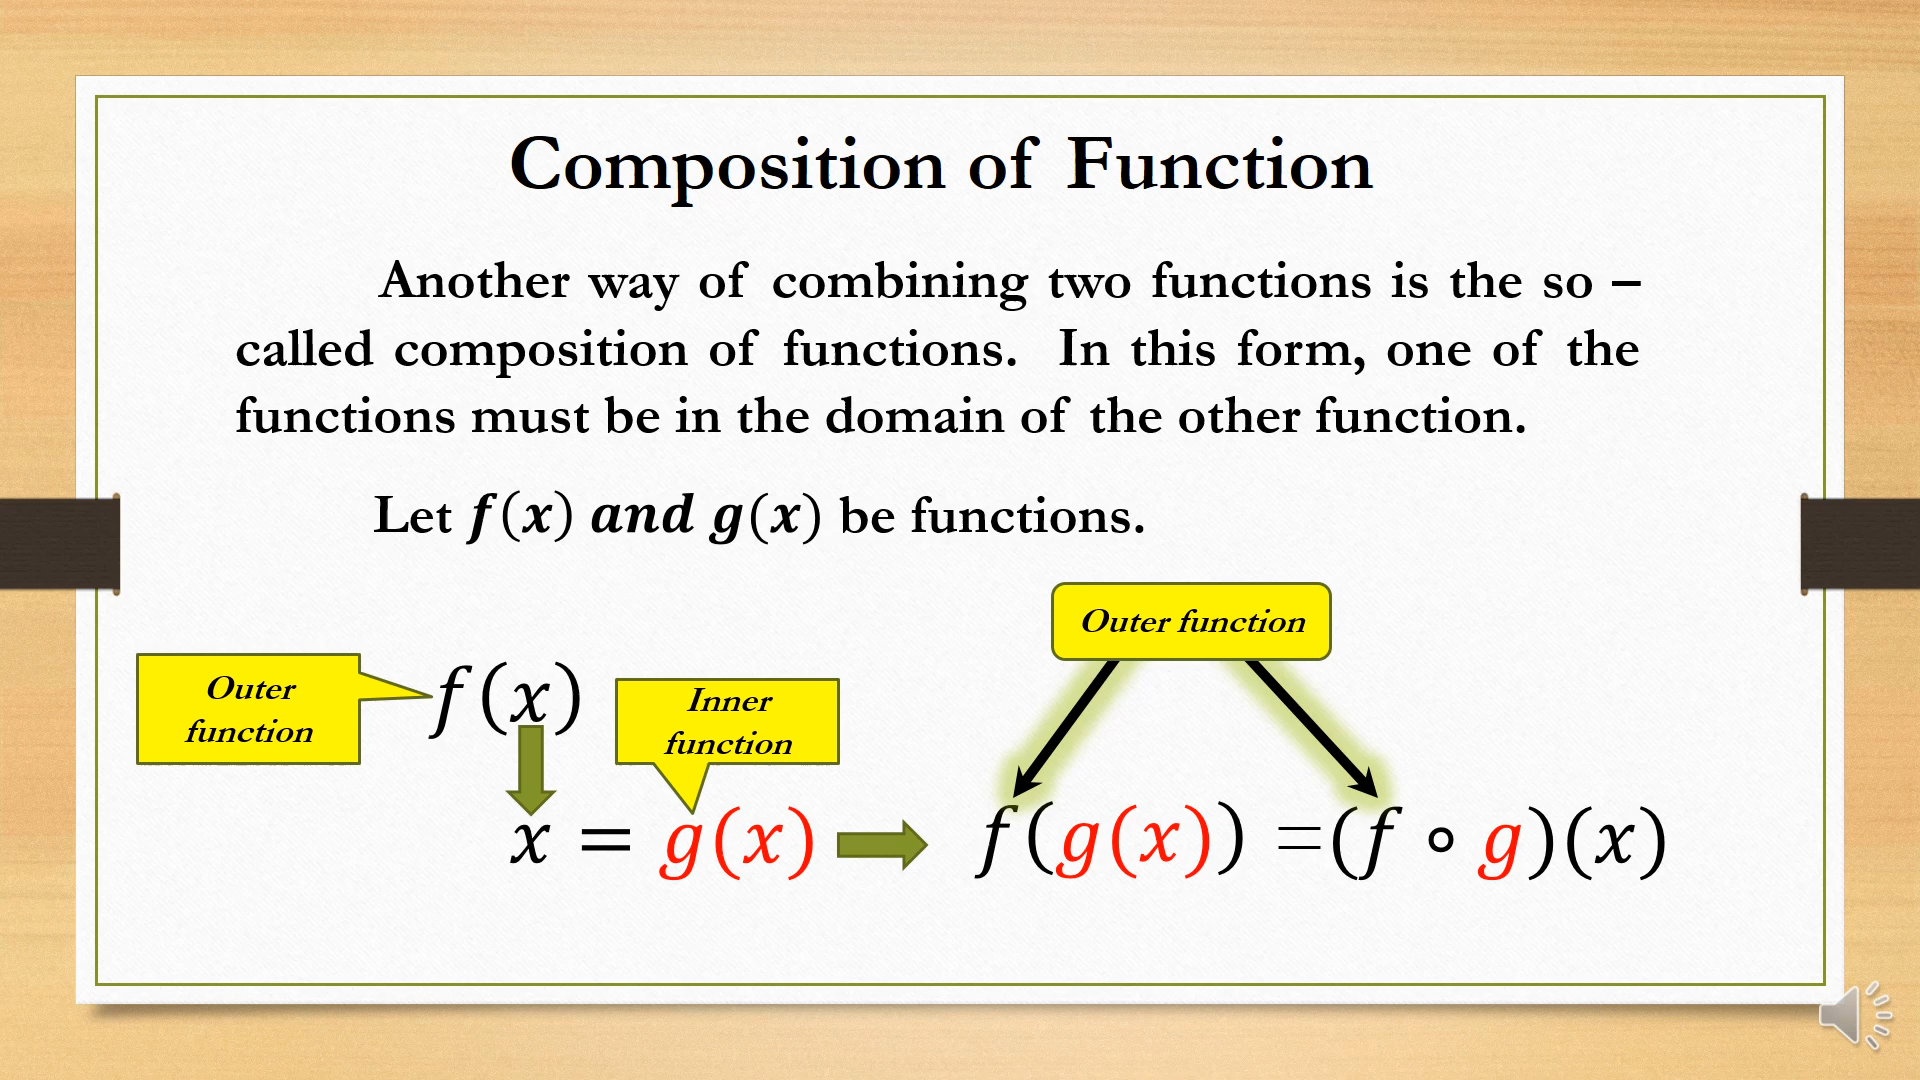 Composition of Function
Another way of combining two functions is the so –
called composition of functions. In this form, one of the
functions must be in the domain of the other function.
Let f(x) and g(x) be functions.
Outer function
Outer
function
f(x)
Inner
function
x = g(x)
f(g(x)) =(f ∘ g)(x)